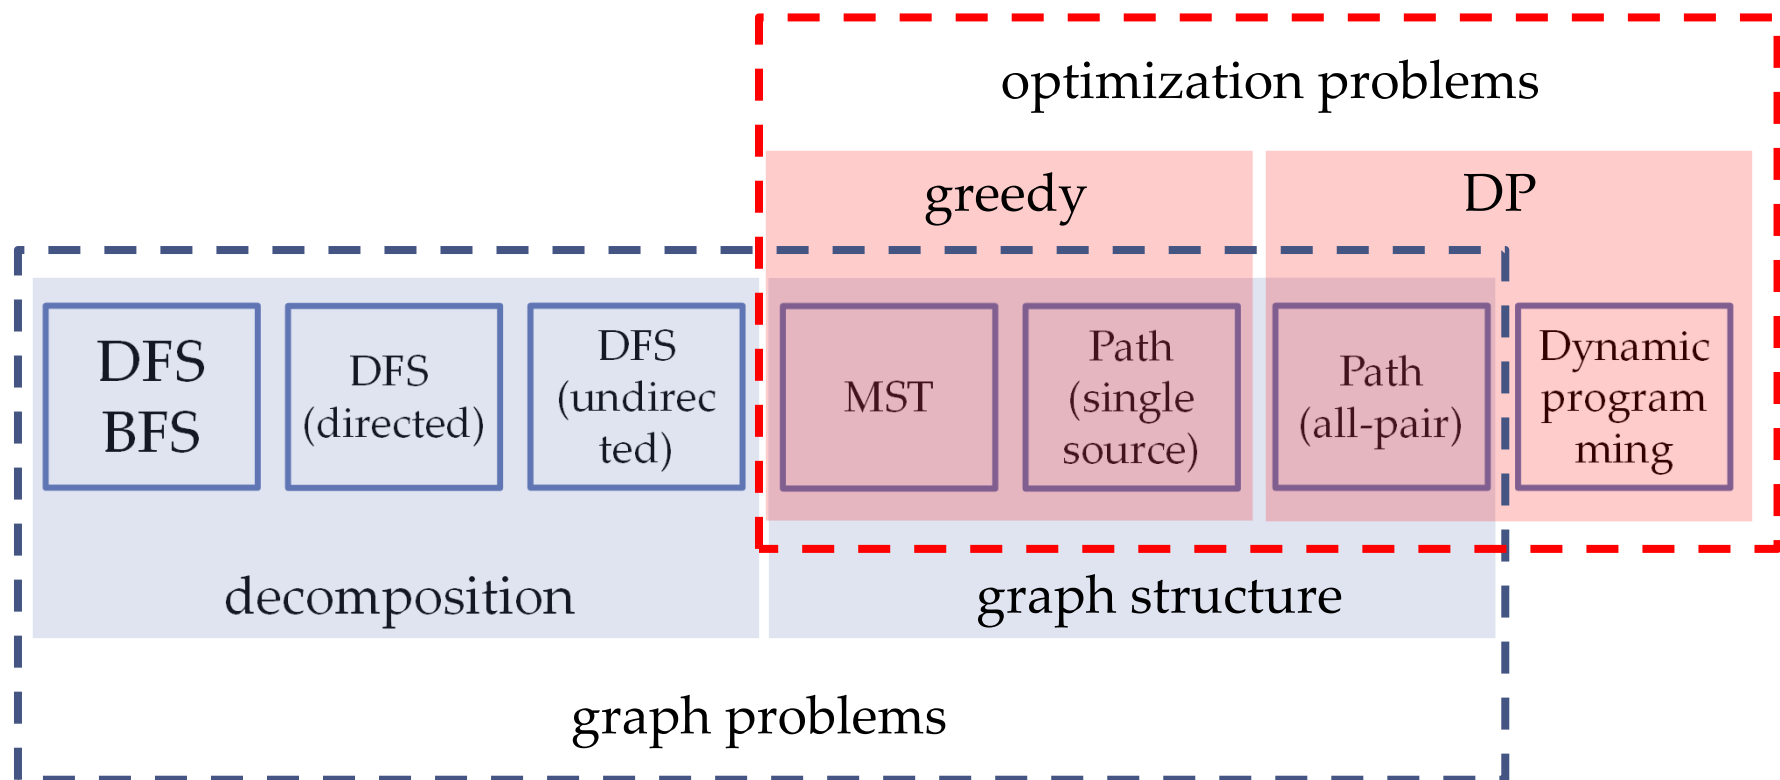 optimization problems
greedy
DP
DFS
BFS
DFS
(directed)
DFS
(undirec
ted)
MST
Path
(single
source)
Path
(all-pair)
Dynamic
program
ming
decomposition
graph structure
graph problems